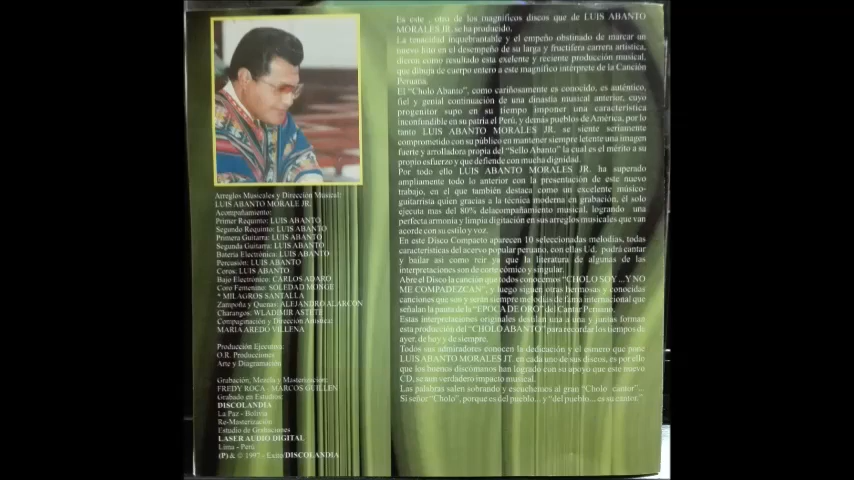 Arreglos Musicales y Dirección Musical:
LUIS ABANTO MORALE JR.
Acompañamiento:
Primer Requinto: LUIS ABANTO
Segundo Requinto: LUIS ABANTO
Primera Guitarra: LUIS ABANTO
Segunda Guitarra: LUIS ABANTO
Batería Electrónica: LUIS ABANTO
Percusión: LUIS ABANTO
Coros: LUIS ABANTO
Bajo Electrónico: CARLOS ADARO
Coro Femenino: SOLEDAD MONGE
* MILAGROS SANTALLA
Zampoña y Quenas: ALEJANDRO ALARCON
Charangos: WLADIMIR ASTETE
Compaginación y Dirección Artística:
MARIA AREDO VILLENA
Producción Ejecutiva:
O.R. Producciones
Arte y Diagramación
Grabación, Mezcla y Masterización:
FREDY ROCA - MARCOS GUILLEN
Grabado en Estudios:
DISCOLANDIA
La Paz - Bolivia
Re-Masterización
Estudio de Grabaciones
LASER AUDIO DIGITAL
Lima - Perú
(P) & © 1997 - Exito/DISCOLANDIA
Es este , otro de los magníficos discos que de LUIS ABANTO
MORALES JR. se ha producido.
La tenacidad inquebrantable y el empeño obstinado de marcar un
nuevo hito en el desempeño de su larga y fructífera carrera artística,
dieron como resultado esta exelente y reciente producción musical,
que dibuja de cuerpo entero a este magnífico intérprete de la Canción
Peruana.
El "Cholo Abanto", como cariñosamente es conocido, es auténtico,
fiel y genial continuación de una dinastía musical anterior, cuyo
progenitor supo en su tiempo imponer una característica
inconfundible en su patria el Perú, y demás pueblos de América, por lo
tanto LUIS ABANTO MORALES JR. se siente seriamente
comprometido con su público en mantener siempre letente una imagen
fuerte y arrolladora propia del "Sello Abanto" la cual es el mérito a su
propio esfuerzo y que defiende con mucha dignidad.
Por todo ello LUIS ABANTO MORALES JR. ha superado
ampliamente todo lo anterior con la presentación de este nuevo
trabajo, en el que también destaca como un excelente músico-
guitarrista quien gracias a la técnica moderna en grabación, él solo
ejecuta mas del 80% delacompañamiento musical, logrando una
perfecta armonía y limpia digitación en sus arreglos musicales que van
acorde con su estilo y voz.
En este Disco Compacto aparecen 10 seleccionadas melodías, todas
características del acervo popular peruano, con ellas Ud. podrá cantar
y bailar así como reir ya que la literatura de algunas de las
interpretaciones son de corte cómico y singular.
Abre el Disco la canción que todos conocemos "CHOLO SOY... Y NO
ME COMPADEZCAN", y luego siguen otras hermosas y conocidas
canciones que son y serán siempre melodías de fama internacional que
señalan la pauta de la "EPOCA DE ORO" del Cantar Peruano.
Estas interpretaciones originales destilan una a una y juntas forman
esta producción del "CHOLO ABANTO" para recordar los tiempos de
ayer, de hoy y de siempre.
Todos sus admiradores conocen la dedicación y el esmero que pone
LUIS ABANTO MORALES JT. en cada uno de sus discos, es por ello
que los buenos discómanos han logrado con su apoyo que este nuevo
CD, sea un verdadero impacto musical.
Las palabras salen sobrando y escuchemos al gran "Cholo cantor"...
Si señor "Cholo", porque es del pueblo... y "del pueblo... es su cantor."